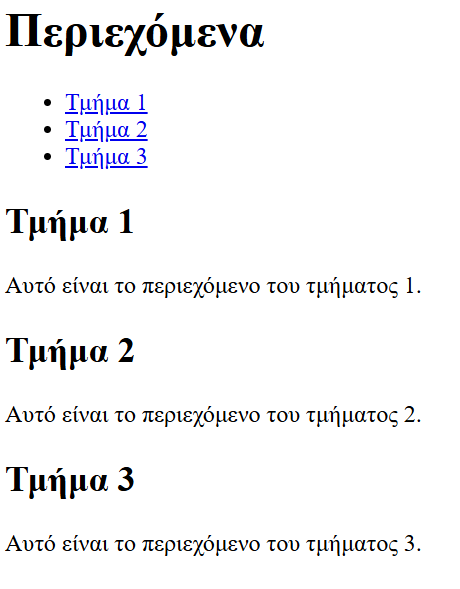 Περιεχόμενα
Τμήμα 1
Τμήμα 2
Τμήμα 3
Τμήμα 1
Αυτό είναι το περιεχόμενο του τμήματος 1.
Τμήμα 2
Αυτό είναι το περιεχόμενο του τμήματος 2.
Τμήμα 3
Αυτό είναι το περιεχόμενο του τμήματος 3.